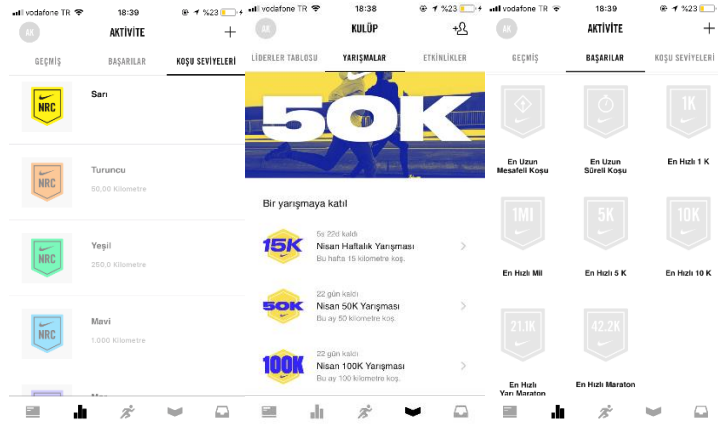 vodafone TR 18:39 %23
AK
AKTİVİTE
+
GEÇMİŞ BAŞARILAR KOŞU SEVİYELERİ
NRC
Sarı
NRC
Turuncu
50,00 Kilometre
NRC
Yeşil
250,0 Kilometre
NRC
Mavi
1.000 Kilometre
vodafone TR 18:38 %23
AK
KULÜP
LİDERLER TABLOSU YARIŞMALAR ETKİNLİKLER
50K
Bir yarışmaya katıl
15K
5g 22d kaldı
Nisan Haftalık Yarışması
Bu hafta 15 kilometre koş.
50K
22 gün kaldı
Nisan 50K Yarışması
Bu ay 50 kilometre koş.
100K
22 gün kaldı
Nisan 100K Yarışması
Bu ay 100 kilometre koş.
vodafone TR 18:39 %23
AK
AKTİVİTE
+
GEÇMİŞ BAŞARILAR KOŞU SEVİYELERİ
En Uzun
Mesafeli Koşu
En Uzun
Süreli Koşu
1K
En Hızlı 1 K
1MI
En Hızlı Mil
5K
En Hızlı 5 K
10K
En Hızlı 10 K
21.1K
En Hızlı
Yarı Maraton
42.2K
En Hızlı Maraton